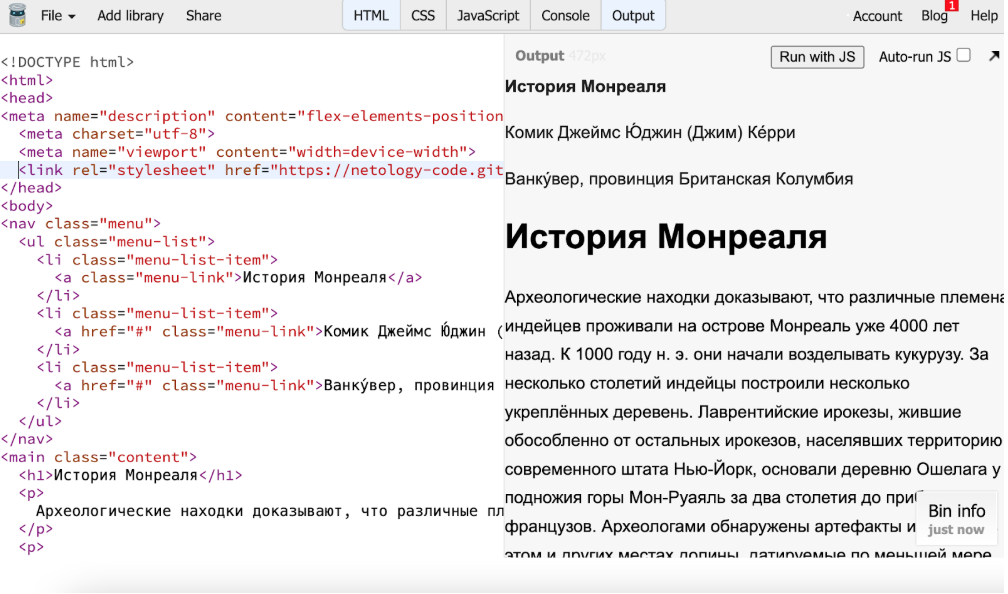 File Add library Share HTML CSS JavaScript Console Output Account Blog 1 Help
<!DOCTYPE html>
<html>
<head>
<meta name="description" content="flex-elements-position
<meta charset="utf-8">
<meta name="viewport" content="width=device-width">
<link rel="stylesheet" href="https://netology-code.git
</head>
<body>
<nav class="menu">
<ul class="menu-list">
<li class="menu-list-item">
<a class="menu-link">История Монреаля</a>
</li>
<li class="menu-list-item">
<a href="#" class="menu-link">Комик Джеймс Ю́джин (
</li>
<li class="menu-list-item">
<a href="#" class="menu-link">Ванку́вер, провинция
</li>
</ul>
</nav>
<main class="content">
<h1>История Монреаля</h1>
<p>
Археологические находки доказывают, что различные пл
</p>
<p>
Output 472px Run with JS Auto-run JS
История Монреаля
Комик Джеймс Ю́джин (Джим) Ке́рри
Ванку́вер, провинция Британская Колумбия
История Монреаля
Археологические находки доказывают, что различные племена
индейцев проживали на острове Монреаль уже 4000 лет
назад. К 1000 году н. э. они начали возделывать кукурузу. За
несколько столетий индейцы построили несколько
укреплённых деревень. Лаврентийские ирокезы, жившие
обособленно от остальных ирокезов, населявших территорию
современного штата Нью-Йорк, основали деревню Ошелага у
подножия горы Мон-Руаяль за два столетия до при
французов. Археологами обнаружены артефакты и
этом и других местах долины, датируемые по меньшей мере
Bin info
just now